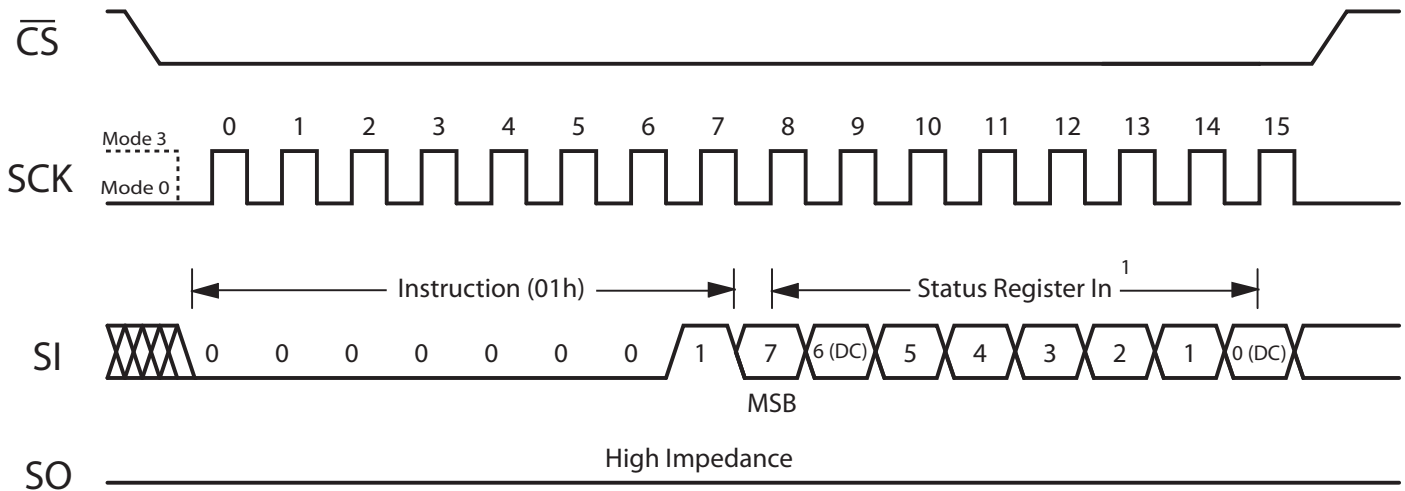 CS
0 1 2 3 4 5 6 7 8 9 10 11 12 13 14 15
Mode 3
SCK
Mode 0
Instruction (01h)
Status Register In 1
SI
0 0 0 0 0 0 0 1 7 6 (DC) 5 4 3 2 1 0 (DC)
MSB
High Impedance
SO